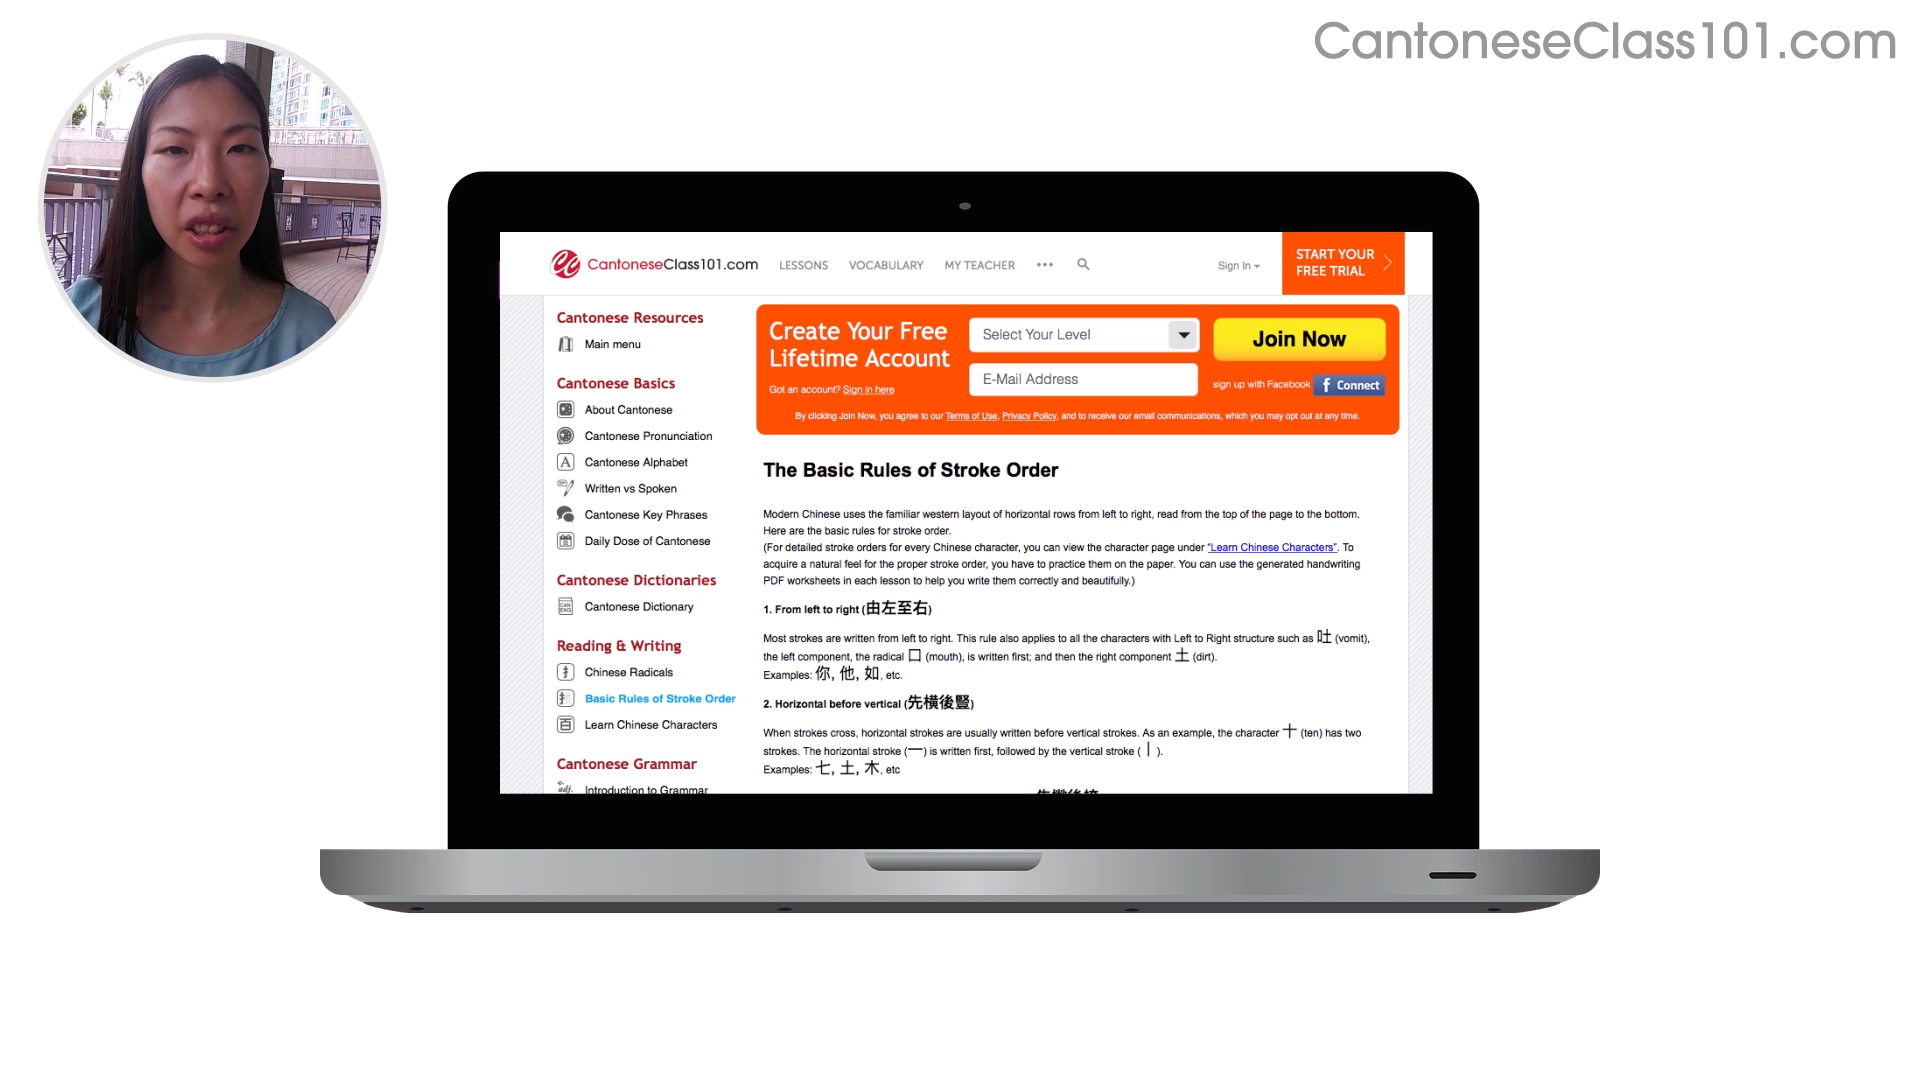 CantoneseClass101.com
CantoneseClass101.com LESSONS VOCABULARY MY TEACHER ••• Sign In START YOUR FREE TRIAL
Cantonese Resources
Main menu
Cantonese Basics
About Cantonese
Cantonese Pronunciation
Cantonese Alphabet
Written vs Spoken
Cantonese Key Phrases
Daily Dose of Cantonese
Cantonese Dictionaries
Cantonese Dictionary
Reading & Writing
Chinese Radicals
Basic Rules of Stroke Order
Learn Chinese Characters
Cantonese Grammar
Introduction to Grammar
Create Your Free
Lifetime Account
Got an account? Sign in here
Select Your Level
E-Mail Address
Join Now
sign up with Facebook f Connect
By clicking Join Now, you agree to our Terms of Use, Privacy Policy, and to receive our email communications, which you may opt out at any time.
The Basic Rules of Stroke Order
Modern Chinese uses the familiar western layout of horizontal rows from left to right, read from the top of the page to the bottom.
Here are the basic rules for stroke order.
(For detailed stroke orders for every Chinese character, you can view the character page under "Learn Chinese Characters". To
acquire a natural feel for the proper stroke order, you have to practice them on the paper. You can use the generated handwriting
PDF worksheets in each lesson to help you write them correctly and beautifully.)
1. From left to right (由左至右)
Most strokes are written from left to right. This rule also applies to all the characters with Left to Right structure such as 吐 (vomit),
the left component, the radical 口 (mouth), is written first; and then the right component 土 (dirt).
Examples: 你, 他, 如, etc.
2. Horizontal before vertical (先橫後豎)
When strokes cross, horizontal strokes are usually written before vertical strokes. As an example, the character 十 (ten) has two
strokes. The horizontal stroke (一) is written first, followed by the vertical stroke (丨).
Examples: 七, 土, 木, etc